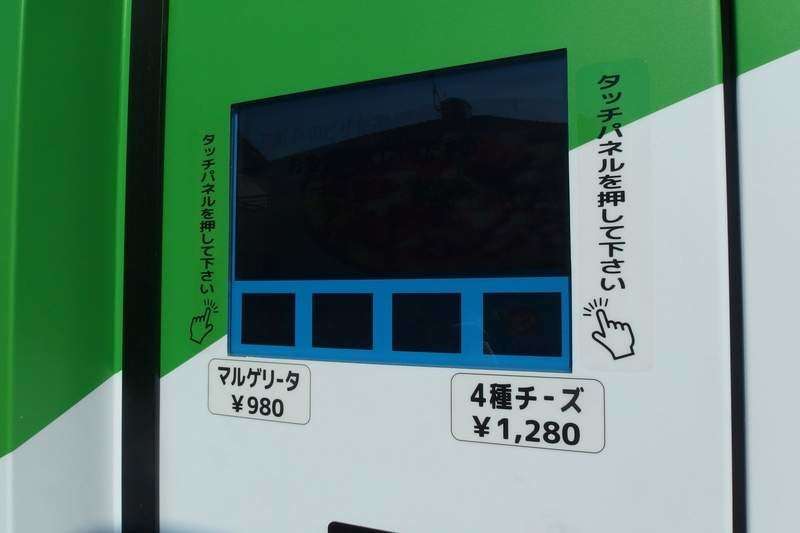 タッチパネルを押して下さい
タッチパネルを押して下さい
マルゲリータ
￥980
4種チーズ
￥1,280